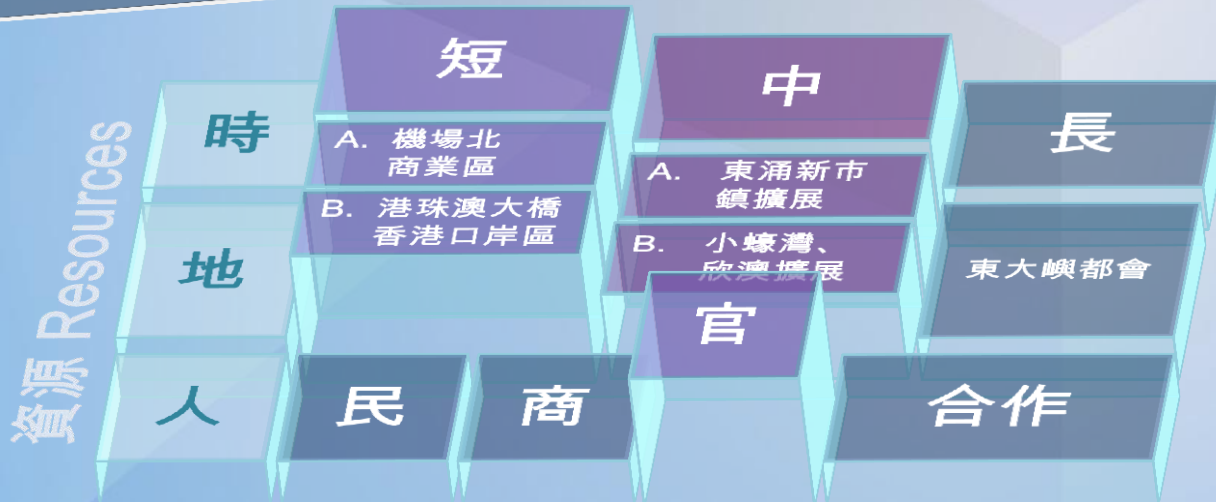 資源 Resources
時
短
中
長
地
A. 機場北
商業區
B. 港珠澳大橋
香港口岸區
A. 東涌新市
鎮擴展
B. 小蠔灣、
欣澳擴展
東大嶼都會
人
民
商
官
合作